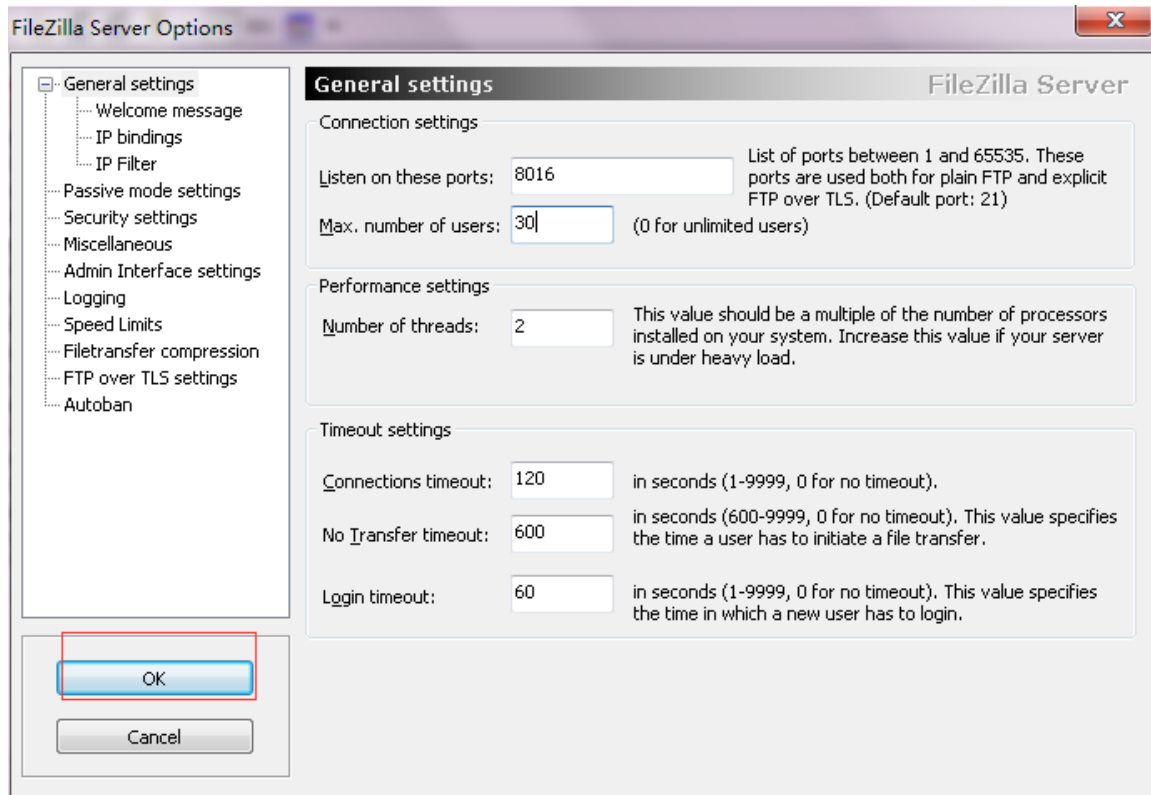 FileZilla Server Options
General settings
Welcome message
IP bindings
IP Filter
Passive mode settings
Security settings
Miscellaneous
Admin Interface settings
Logging
Speed Limits
Filetransfer compression
FTP over TLS settings
Autoban
OK
Cancel
General settings
FileZilla Server
Connection settings
Listen on these ports: 8016
List of ports between 1 and 65535. These
ports are used both for plain FTP and explicit
FTP over TLS. (Default port: 21)
Max. number of users: 30 (0 for unlimited users)
Performance settings
Number of threads: 2
This value should be a multiple of the number of processors
installed on your system. Increase this value if your server
is under heavy load.
Timeout settings
Connections timeout: 120 in seconds (1-9999, 0 for no timeout).
No Transfer timeout: 600
in seconds (600-9999, 0 for no timeout). This value specifies
the time a user has to initiate a file transfer.
Login timeout: 60
in seconds (1-9999, 0 for no timeout). This value specifies
the time in which a new user has to login.